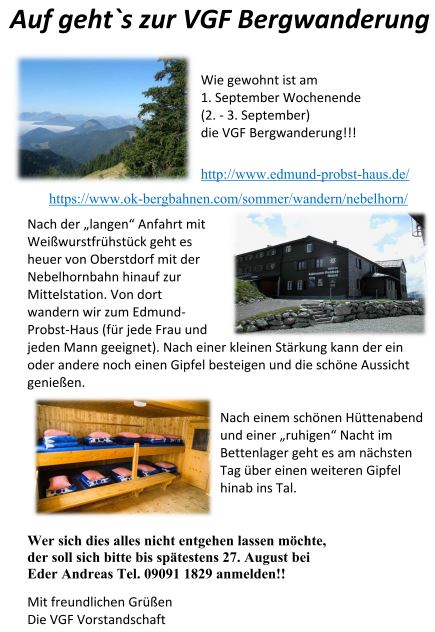 Auf geht`s zur VGF Bergwanderung
Wie gewohnt ist am
1. September Wochenende
(2. - 3. September)
die VGF Bergwanderung!!!
http://www.edmund-probst-haus.de/
https://www.ok-bergbahnen.com/sommer/wandern/nebelhorn/
Nach der „langen“ Anfahrt mit
Weißwurstfrühstück geht es
heuer von Oberstdorf mit der
Nebelhornbahn hinauf zur
Mittelstation. Von dort
wandern wir zum Edmund-
Probst-Haus (für jede Frau und
jeden Mann geeignet). Nach einer kleinen Stärkung kann der ein
oder andere noch einen Gipfel besteigen und die schöne Aussicht
genießen.
Nach einem schönen Hüttenabend
und einer „ruhigen“ Nacht im
Bettenlager geht es am nächsten
Tag über einen weiteren Gipfel
hinab ins Tal.
Wer sich dies alles nicht entgehen lassen möchte,
der soll sich bitte bis spätestens 27. August bei
Eder Andreas Tel. 09091 1829 anmelden!!
Mit freundlichen Grüßen
Die VGF Vorstandschaft